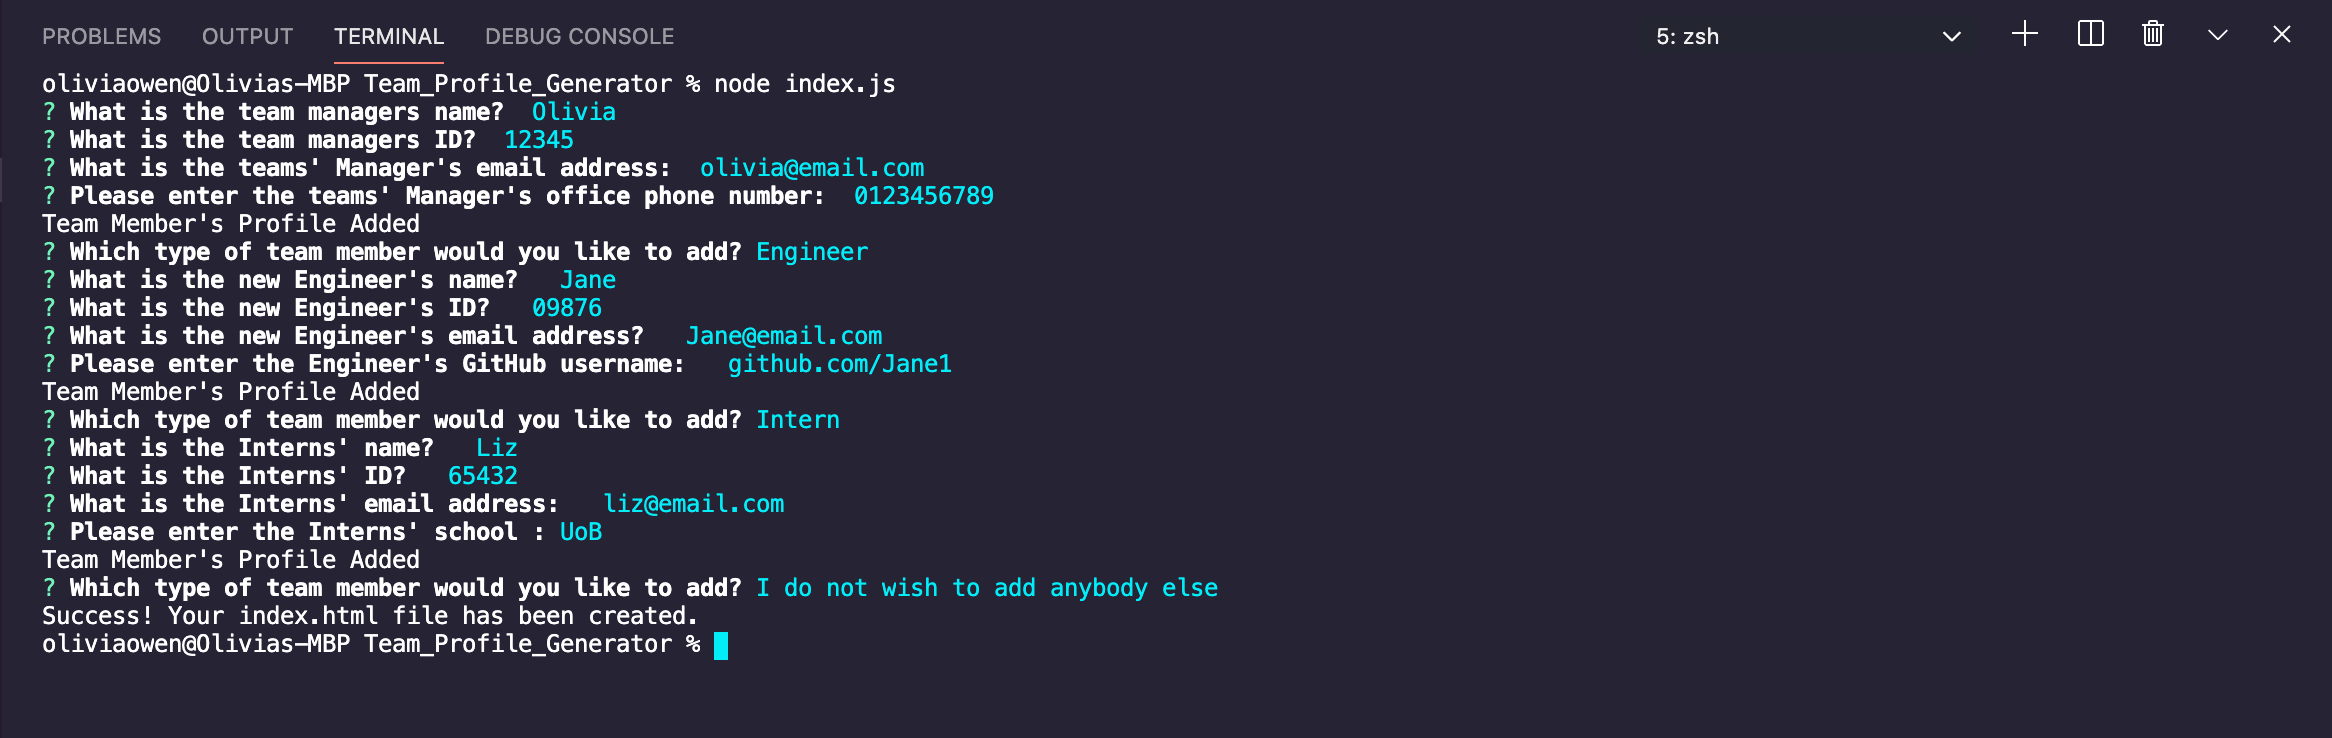 PROBLEMS OUTPUT TERMINAL DEBUG CONSOLE 5: zsh
oliviaowen@Olivias-MBP Team_Profile_Generator % node index.js
? What is the team managers name?  Olivia
? What is the team managers ID?  12345
? What is the teams' Manager's email address:  olivia@email.com
? Please enter the teams' Manager's office phone number:  0123456789
Team Member's Profile Added
? Which type of team member would you like to add? Engineer
? What is the new Engineer's name?   Jane
? What is the new Engineer's ID?   09876
? What is the new Engineer's email address?   Jane@email.com
? Please enter the Engineer's GitHub username:   github.com/Jane1
Team Member's Profile Added
? Which type of team member would you like to add? Intern
? What is the Interns' name?   Liz
? What is the Interns' ID?   65432
? What is the Interns' email address:   liz@email.com
? Please enter the Interns' school : UoB
Team Member's Profile Added
? Which type of team member would you like to add? I do not wish to add anybody else
Success! Your index.html file has been created.
oliviaowen@Olivias-MBP Team_Profile_Generator %